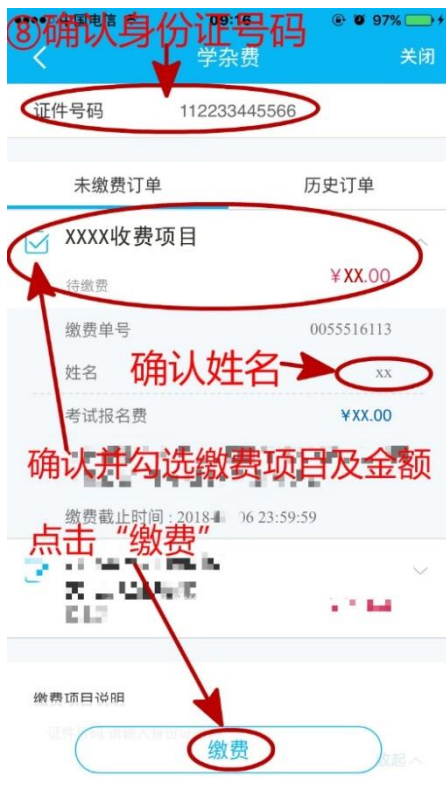 中国电信 09:16 97%
⑧确认身份证号码
学杂费 关闭
证件号码 112233445566
未缴费订单 历史订单
XXXX收费项目
待缴费 ¥XX.00
缴费单号 0055516113
确认姓名
姓名 xx
考试报名费 ¥XX.00
确认并勾选缴费项目及金额
缴费截止时间 : 2018- 06 23:59:59
点击“缴费”
缴费项目说明
缴费
收起